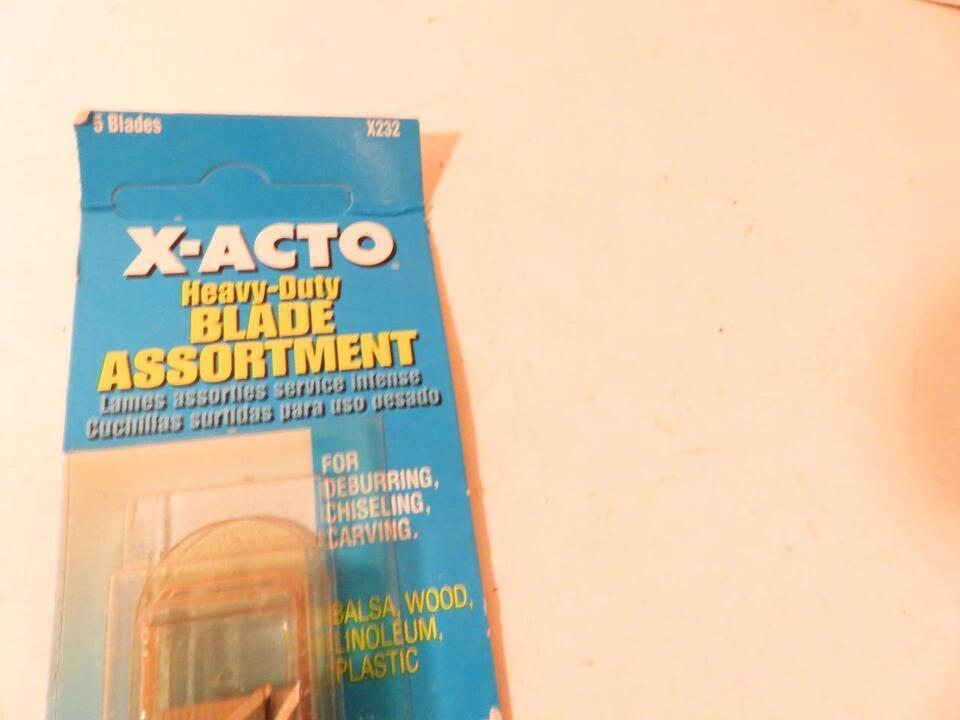 5 Blades X232
X-ACTO
Heavy-Duty
BLADE
ASSORTMENT
Lames assorties service intense
Cuchillas surtidas para uso pesado
FOR
DEBURRING,
CHISELING,
CARVING.
BALSA, WOOD,
LINOLEUM,
PLASTIC